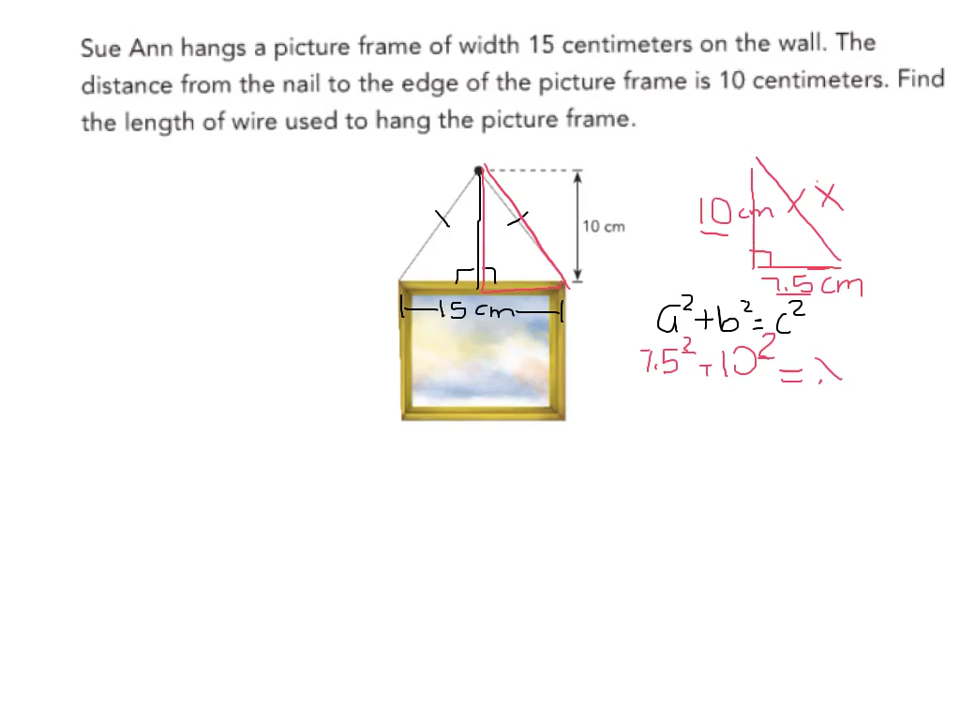 Sue Ann hangs a picture frame of width 15 centimeters on the wall. The
distance from the nail to the edge of the picture frame is 10 centimeters. Find
the length of wire used to hang the picture frame.
10 cm
10 cm x
7.5 cm
15 cm
a²+b²=c²
7.5²+10²=